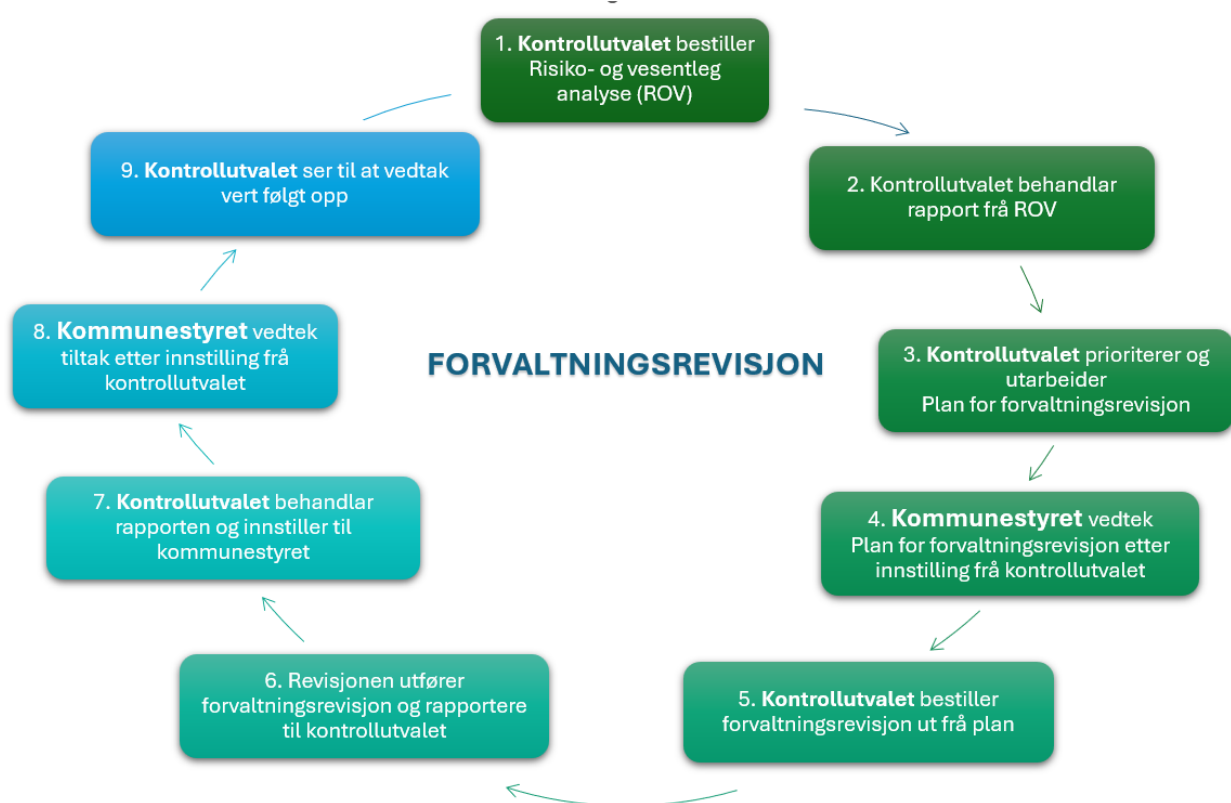 1. Kontrollutvalet bestiller
Risiko- og vesentleg
analyse (ROV)
2. Kontrollutvalet behandlar
rapport frå ROV
3. Kontrollutvalet prioriterer og
utarbeider
Plan for forvaltningsrevisjon
4. Kommunestyret vedtek
Plan for forvaltningsrevisjon etter
innstilling frå kontrollutvalet
5. Kontrollutvalet bestiller
forvaltningsrevisjon ut frå plan
6. Revisjonen utfører
forvaltningsrevisjon og rapportere
til kontrollutvalet
7. Kontrollutvalet behandlar
rapporten og innstiller til
kommunestyret
8. Kommunestyret vedtek
tiltak etter innstilling frå
kontrollutvalet
9. Kontrollutvalet ser til at vedtak
vert følgt opp
FORVALTNINGSREVISJON